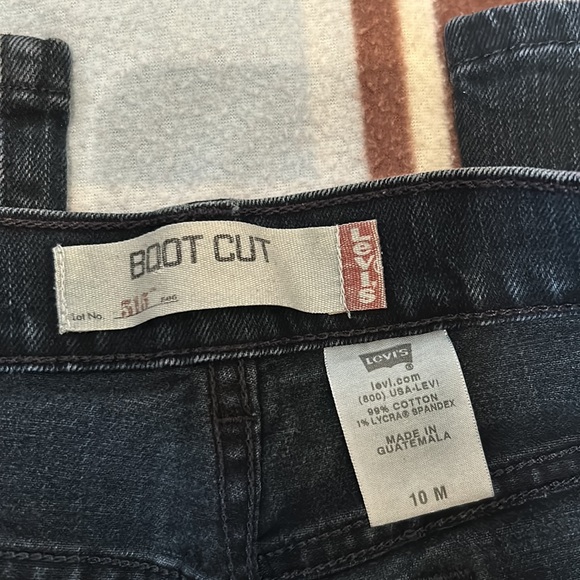 BOOT CUT
Lot No. 515™
Levi's
LEVI'S ®
levi.com
(800) USA-LEVI
99% COTTON
1% LYCRA® SPANDEX
MADE IN
GUATEMALA
10 M